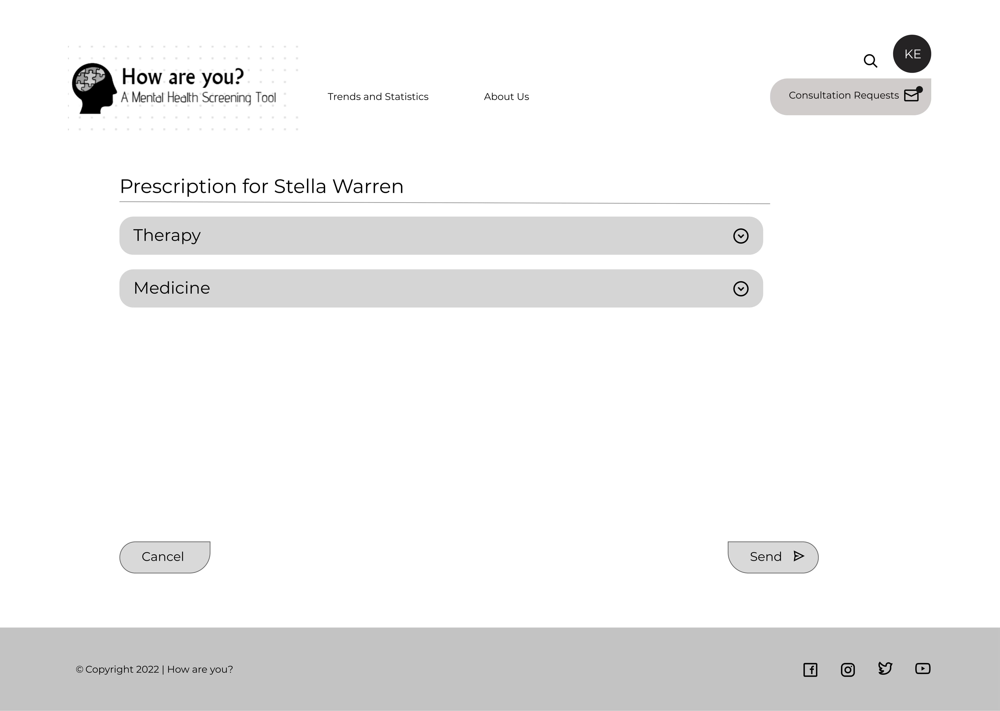 KE
How are you?
A Mental Health Screening Tool
Trends and Statistics
About Us
Consultation Requests
Prescription for Stella Warren
Therapy
Medicine
Cancel
Send
© Copyright 2022 | How are you?